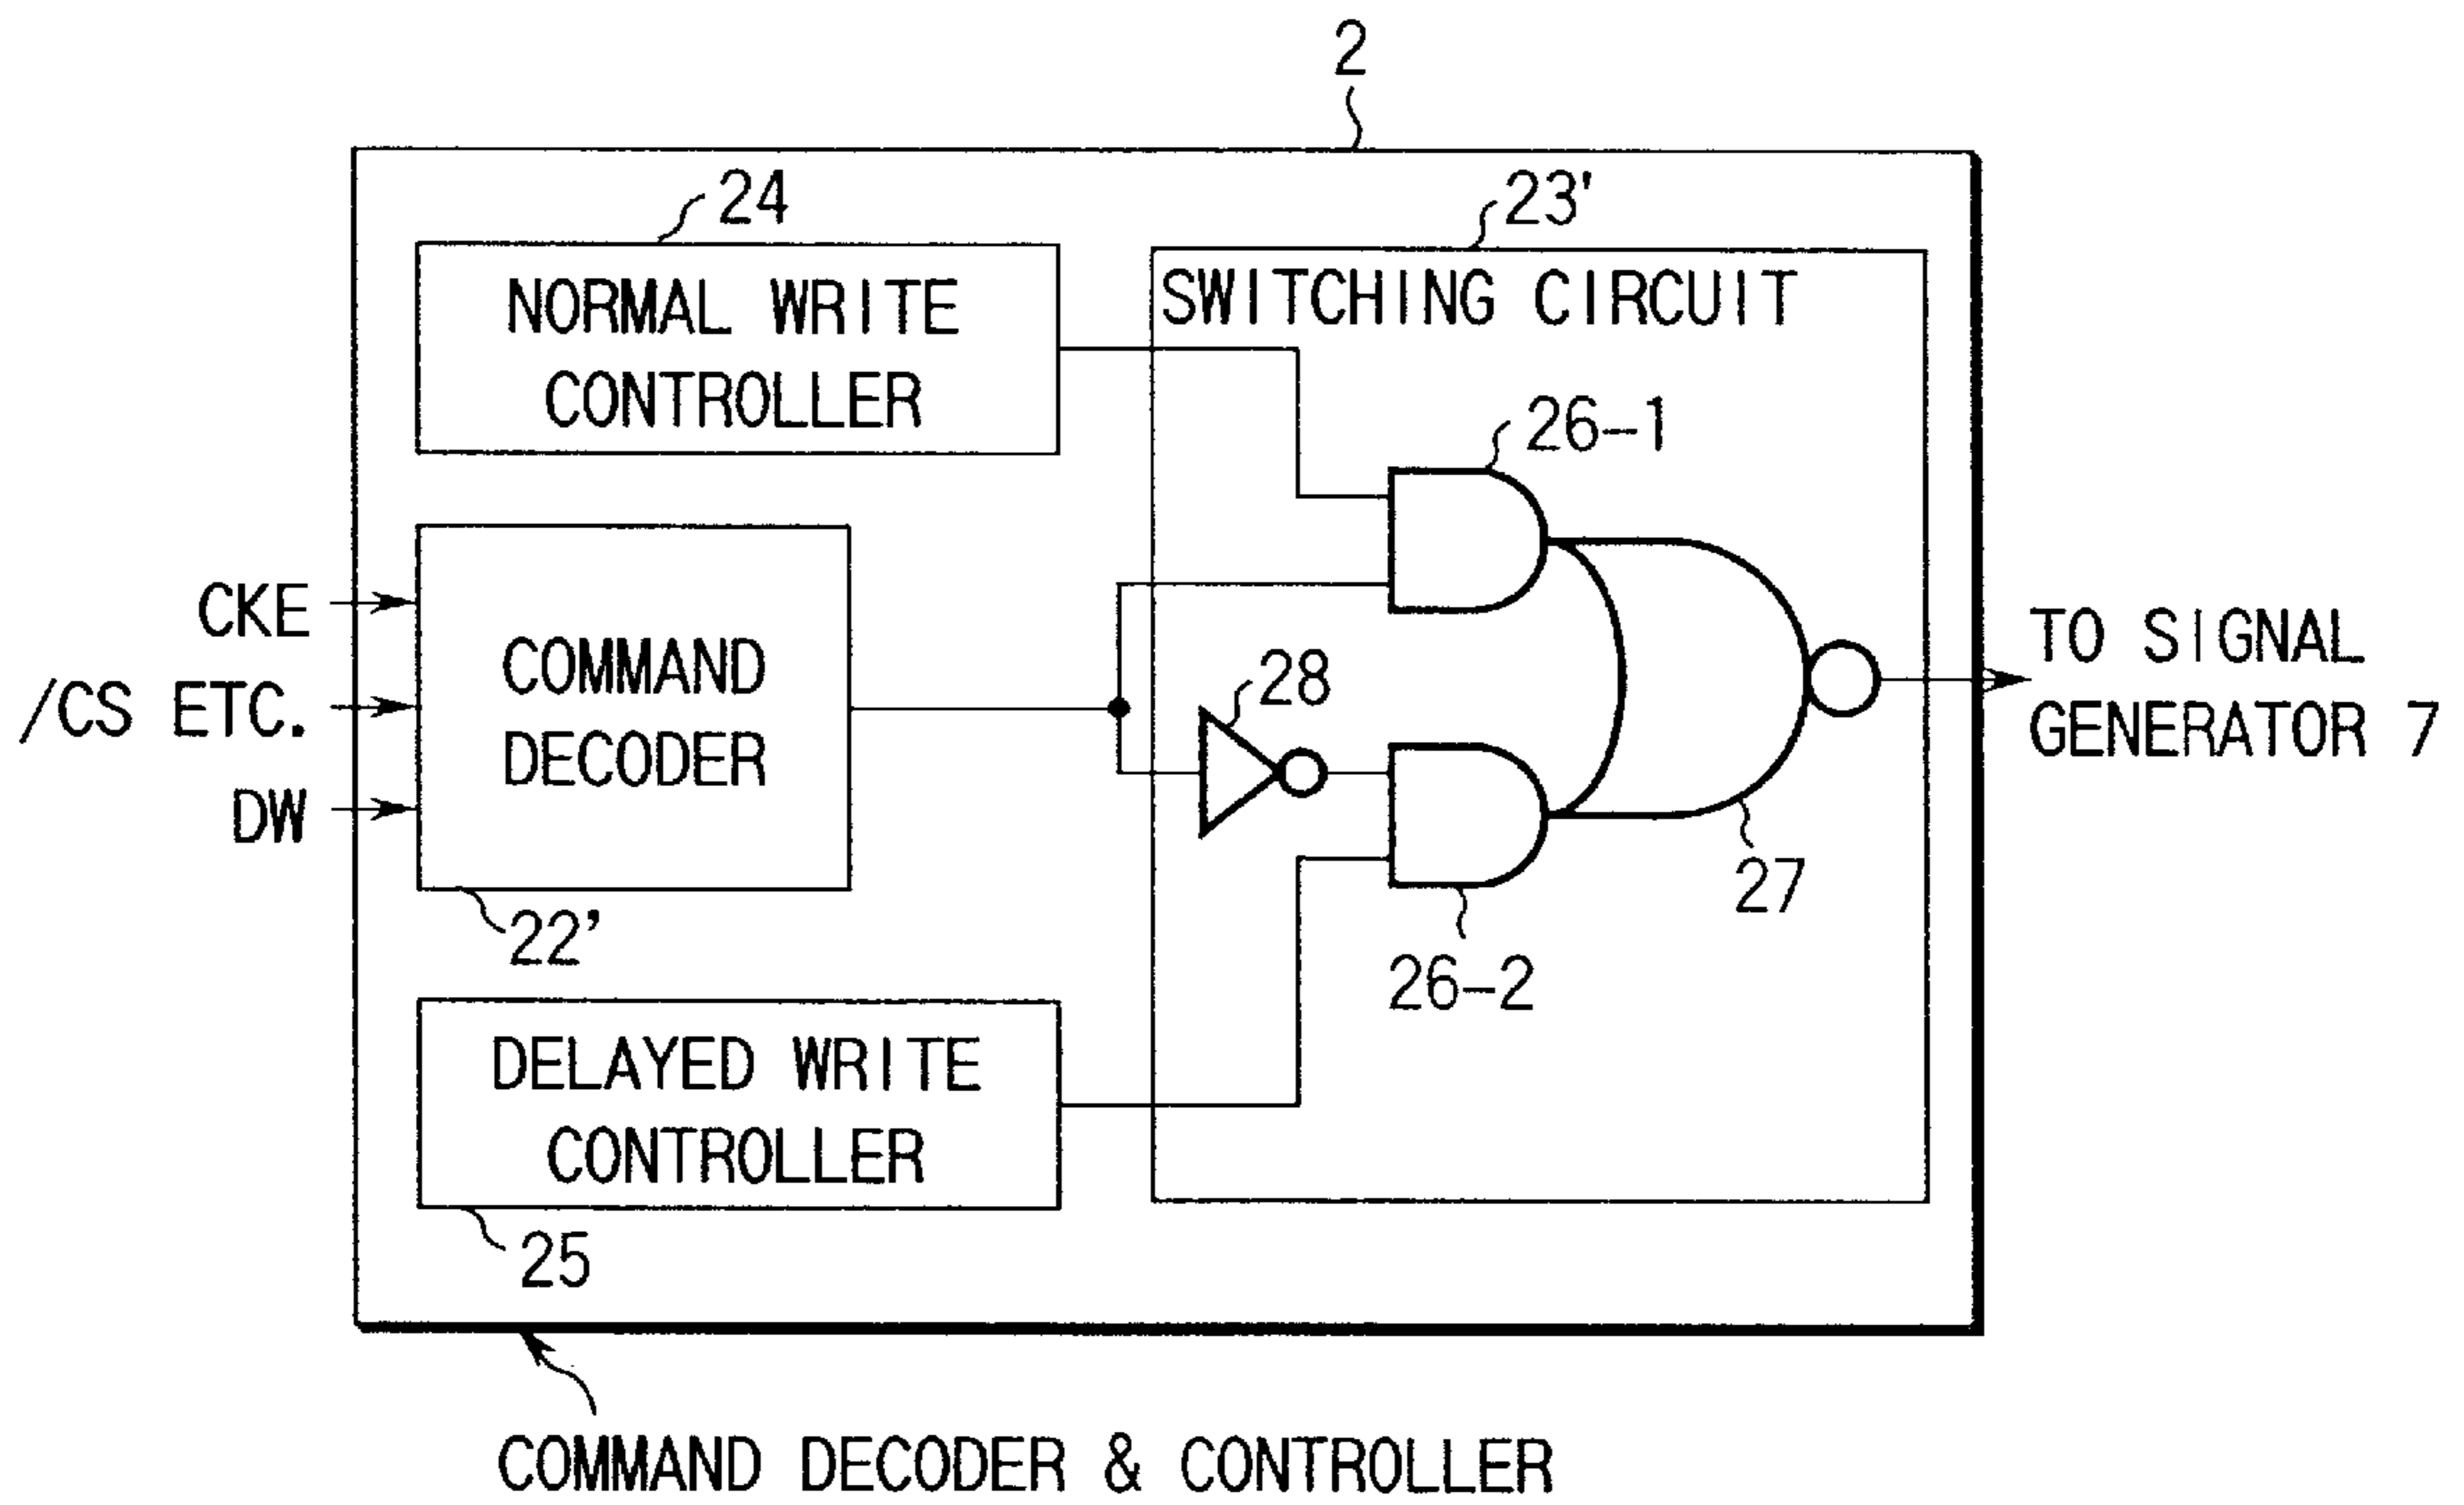 2
24
23'
NORMAL WRITE
CONTROLLER
SWITCHING CIRCUIT
26-1
CKE
/CS ETC.
DW
COMMAND
DECODER
28
TO SIGNAL
GENERATOR 7
22'
27
26-2
DELAYED WRITE
CONTROLLER
25
COMMAND DECODER & CONTROLLER